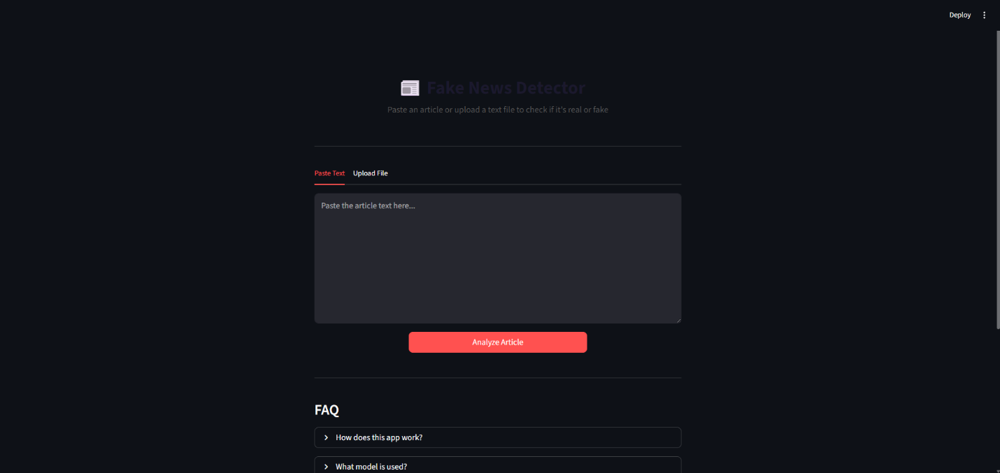 Deploy
Fake News Detector
Paste an article or upload a text file to check if it's real or fake
Paste Text
Upload File
Paste the article text here...
Analyze Article
FAQ
How does this app work?
What model is used?